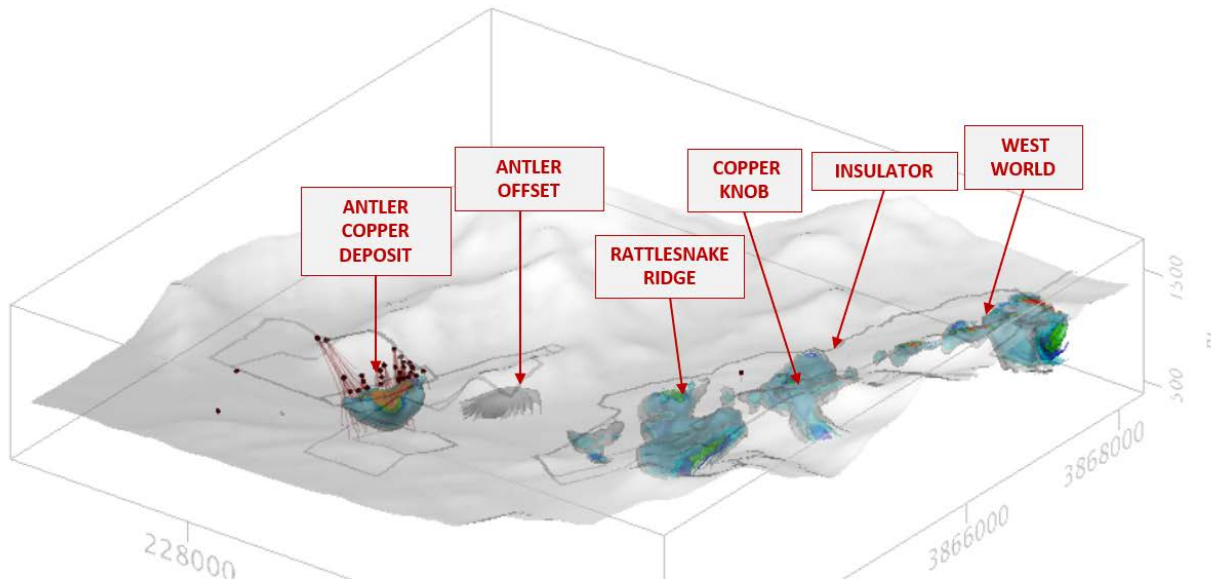 ANTLER
COPPER
DEPOSIT
ANTLER
OFFSET
RATTLESNAKE
RIDGE
COPPER
KNOB
INSULATOR
WEST
WORLD
1500
500
3868000
3866000
228000